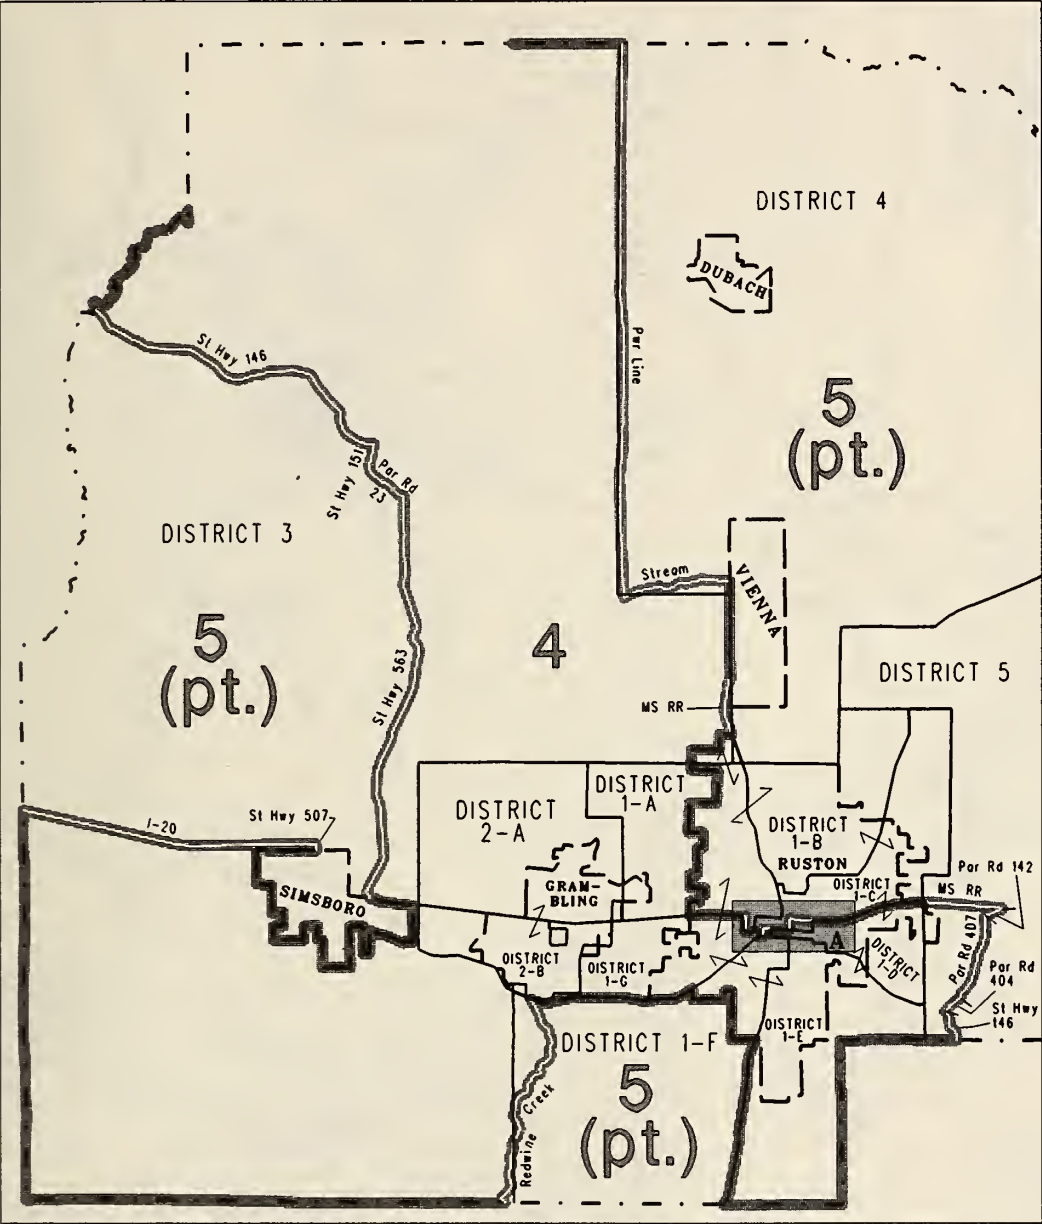 DISTRICT 4
DUBACH
Pwr Line
St Hwy 146
5
(pt.)
St Hwy 151
Par Rd
23
DISTRICT 3
Stream
VIENNA
5
(pt.)
4
St Hwy 563
DISTRICT 5
MS RR
I-20
St Hwy 507
DISTRICT
2-A
DISTRICT
1-A
DISTRICT
1-B
RUSTON
SIMSBORO
GRAM-
BLING
DISTRICT
1-C
MS RR
Par Rd 142
A
Par Rd 407
DISTRICT
2-B
DISTRICT
1-G
DISTRICT
1-D
Par Rd
404
St Hwy
146
DISTRICT
1-E
DISTRICT 1-F
5
(pt.)
Redwine Creek